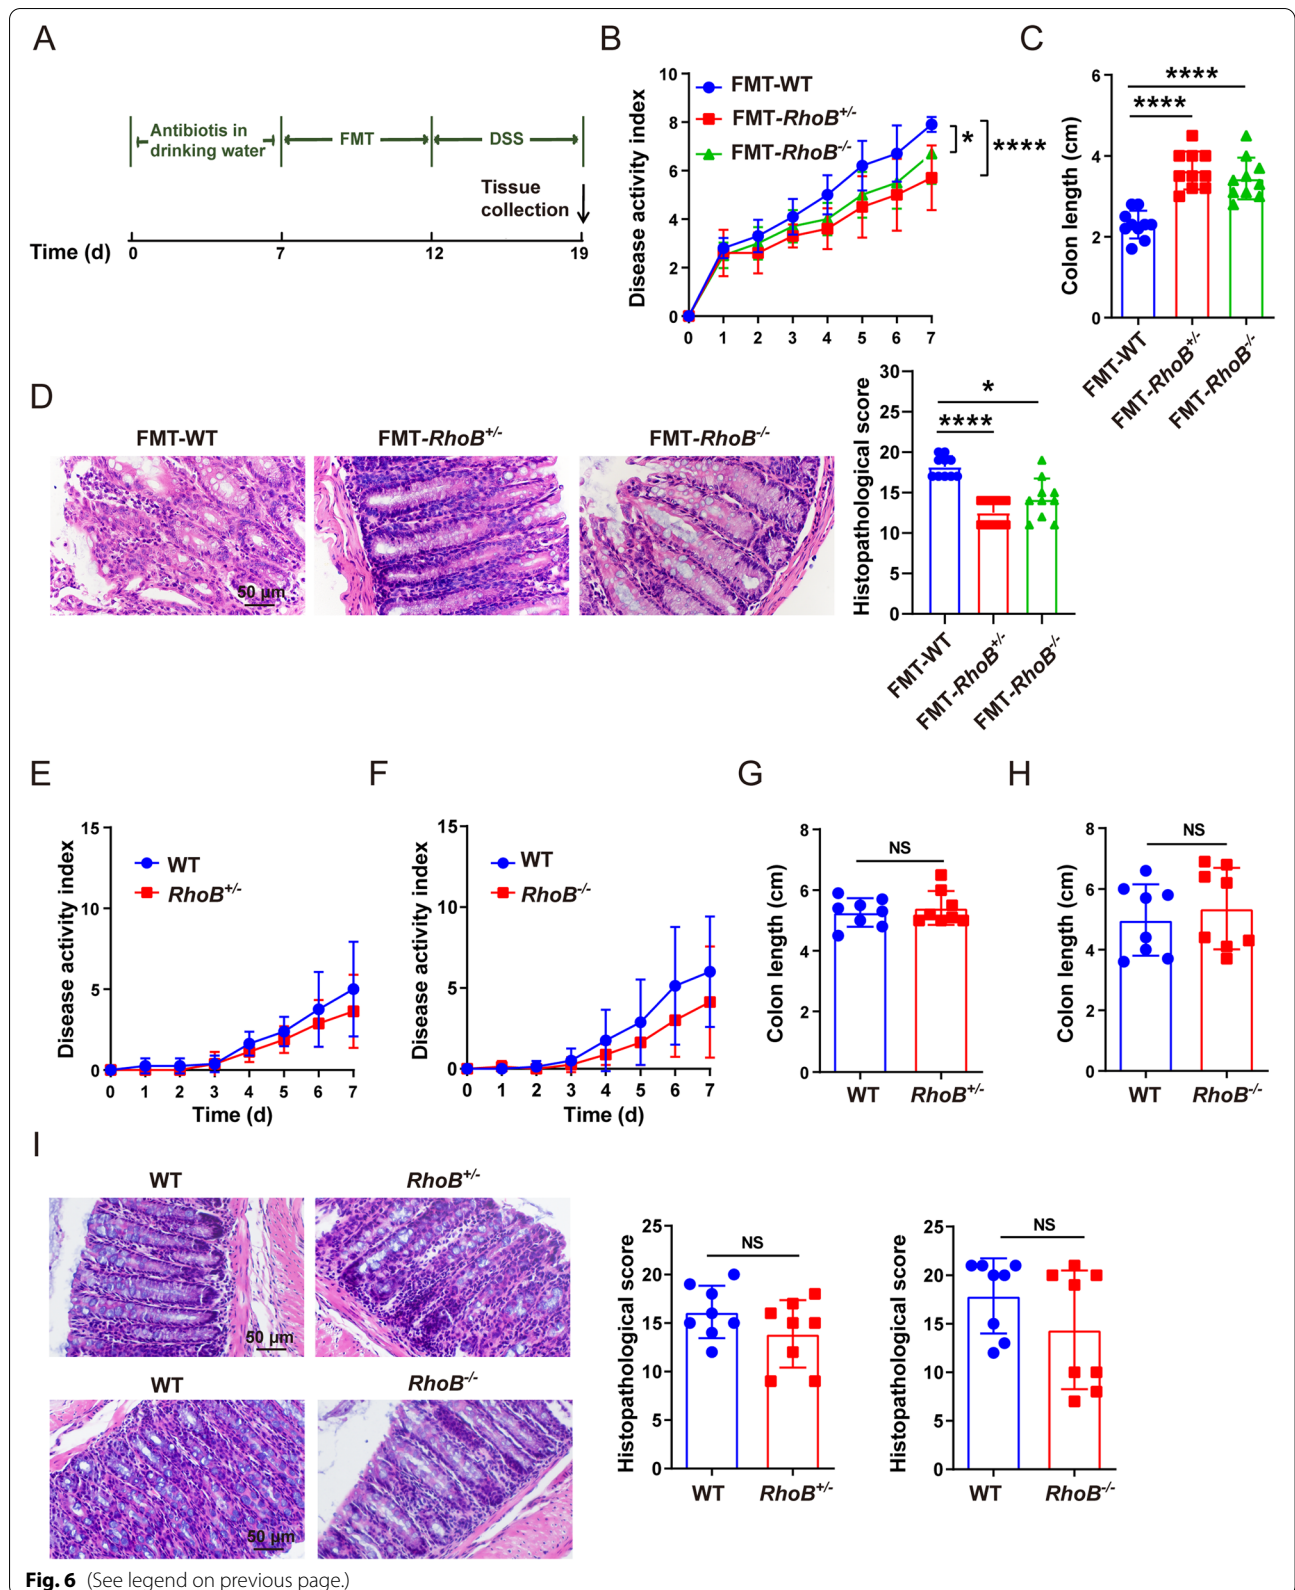 A
Antibiotis in
drinking water
FMT
DSS
Tissue
collection
Time (d)
0
7
12
19
B
Disease activity index
10
8
6
4
2
0
FMT-WT
FMT-RhoB+/-
FMT-RhoB-/-
*
****
0 1 2 3 4 5 6 7
C
Colon length (cm)
6
4
2
0
****
****
FMT-WT
FMT-RhoB+/-
FMT-RhoB-/-
D
FMT-WT
FMT-RhoB+/-
FMT-RhoB-/-
50 µm
Histopathological score
30
25
20
15
10
5
0
*
****
FMT-WT
FMT-RhoB+/-
FMT-RhoB-/-
E
Disease activity index
15
10
5
0
WT
RhoB+/-
0 1 2 3 4 5 6 7
Time (d)
F
Disease activity index
15
10
5
0
WT
RhoB-/-
0 1 2 3 4 5 6 7
Time (d)
G
Colon length (cm)
8
6
4
2
0
NS
WT
RhoB+/-
H
Colon length (cm)
8
6
4
2
0
NS
WT
RhoB-/-
I
WT
RhoB+/-
50 µm
WT
RhoB-/-
50 µm
Histopathological score
25
20
15
10
5
0
NS
WT
RhoB+/-
Histopathological score
25
20
15
10
5
0
NS
WT
RhoB-/-
Fig. 6 (See legend on previous page.)